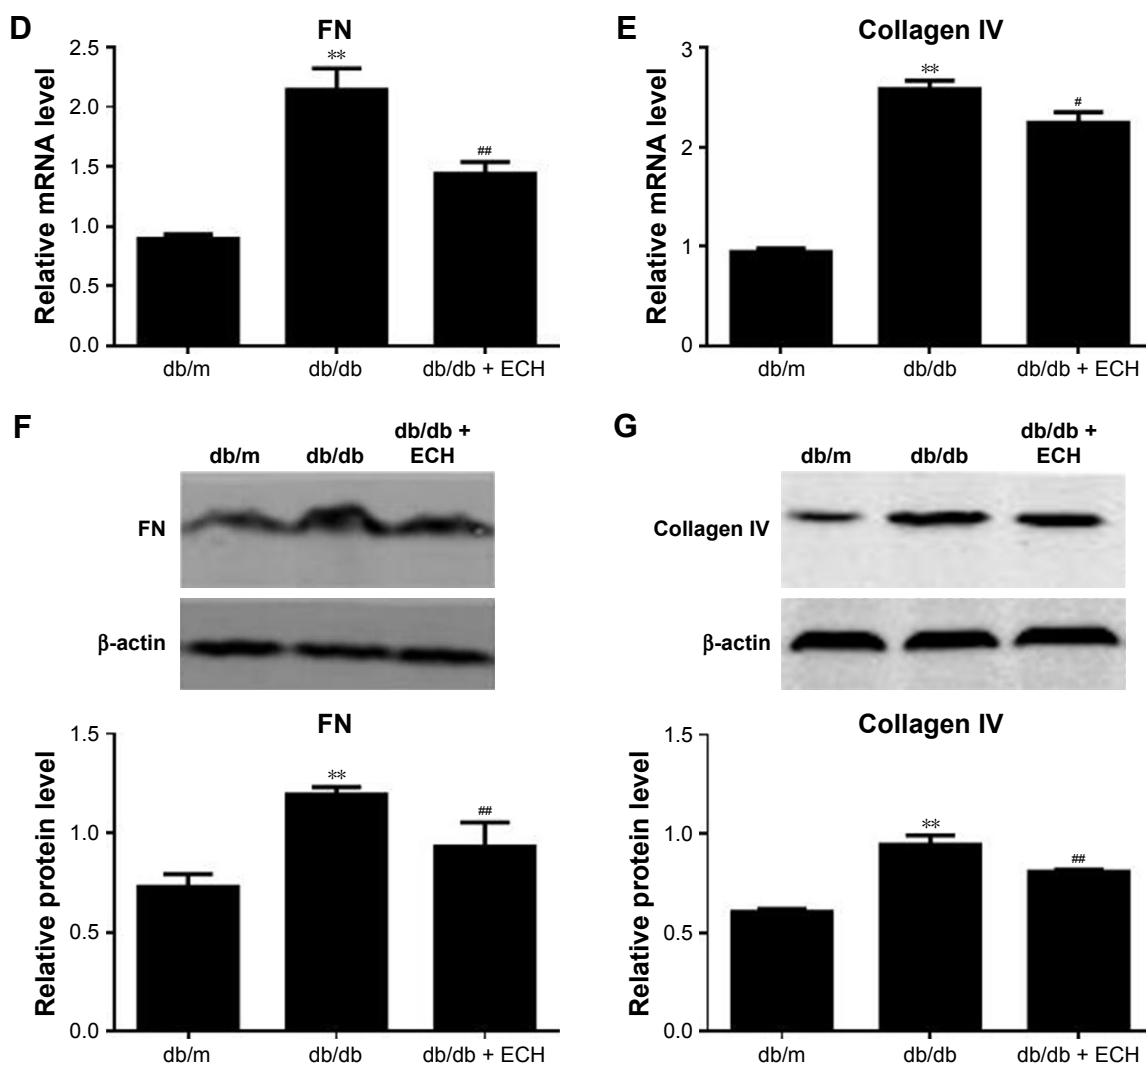 D
FN
Relative mRNA level
2.5
2.0
1.5
1.0
0.5
0.0
**
##
db/m
db/db
db/db + ECH
E
Collagen IV
Relative mRNA level
3
2
1
0
**
#
db/m
db/db
db/db + ECH
F
db/m
db/db
db/db +
ECH
FN
β-actin
FN
Relative protein level
1.5
1.0
0.5
0.0
**
##
db/m
db/db
db/db + ECH
G
db/m
db/db
db/db +
ECH
Collagen IV
β-actin
Collagen IV
Relative protein level
1.5
1.0
0.5
0.0
**
##
db/m
db/db
db/db + ECH